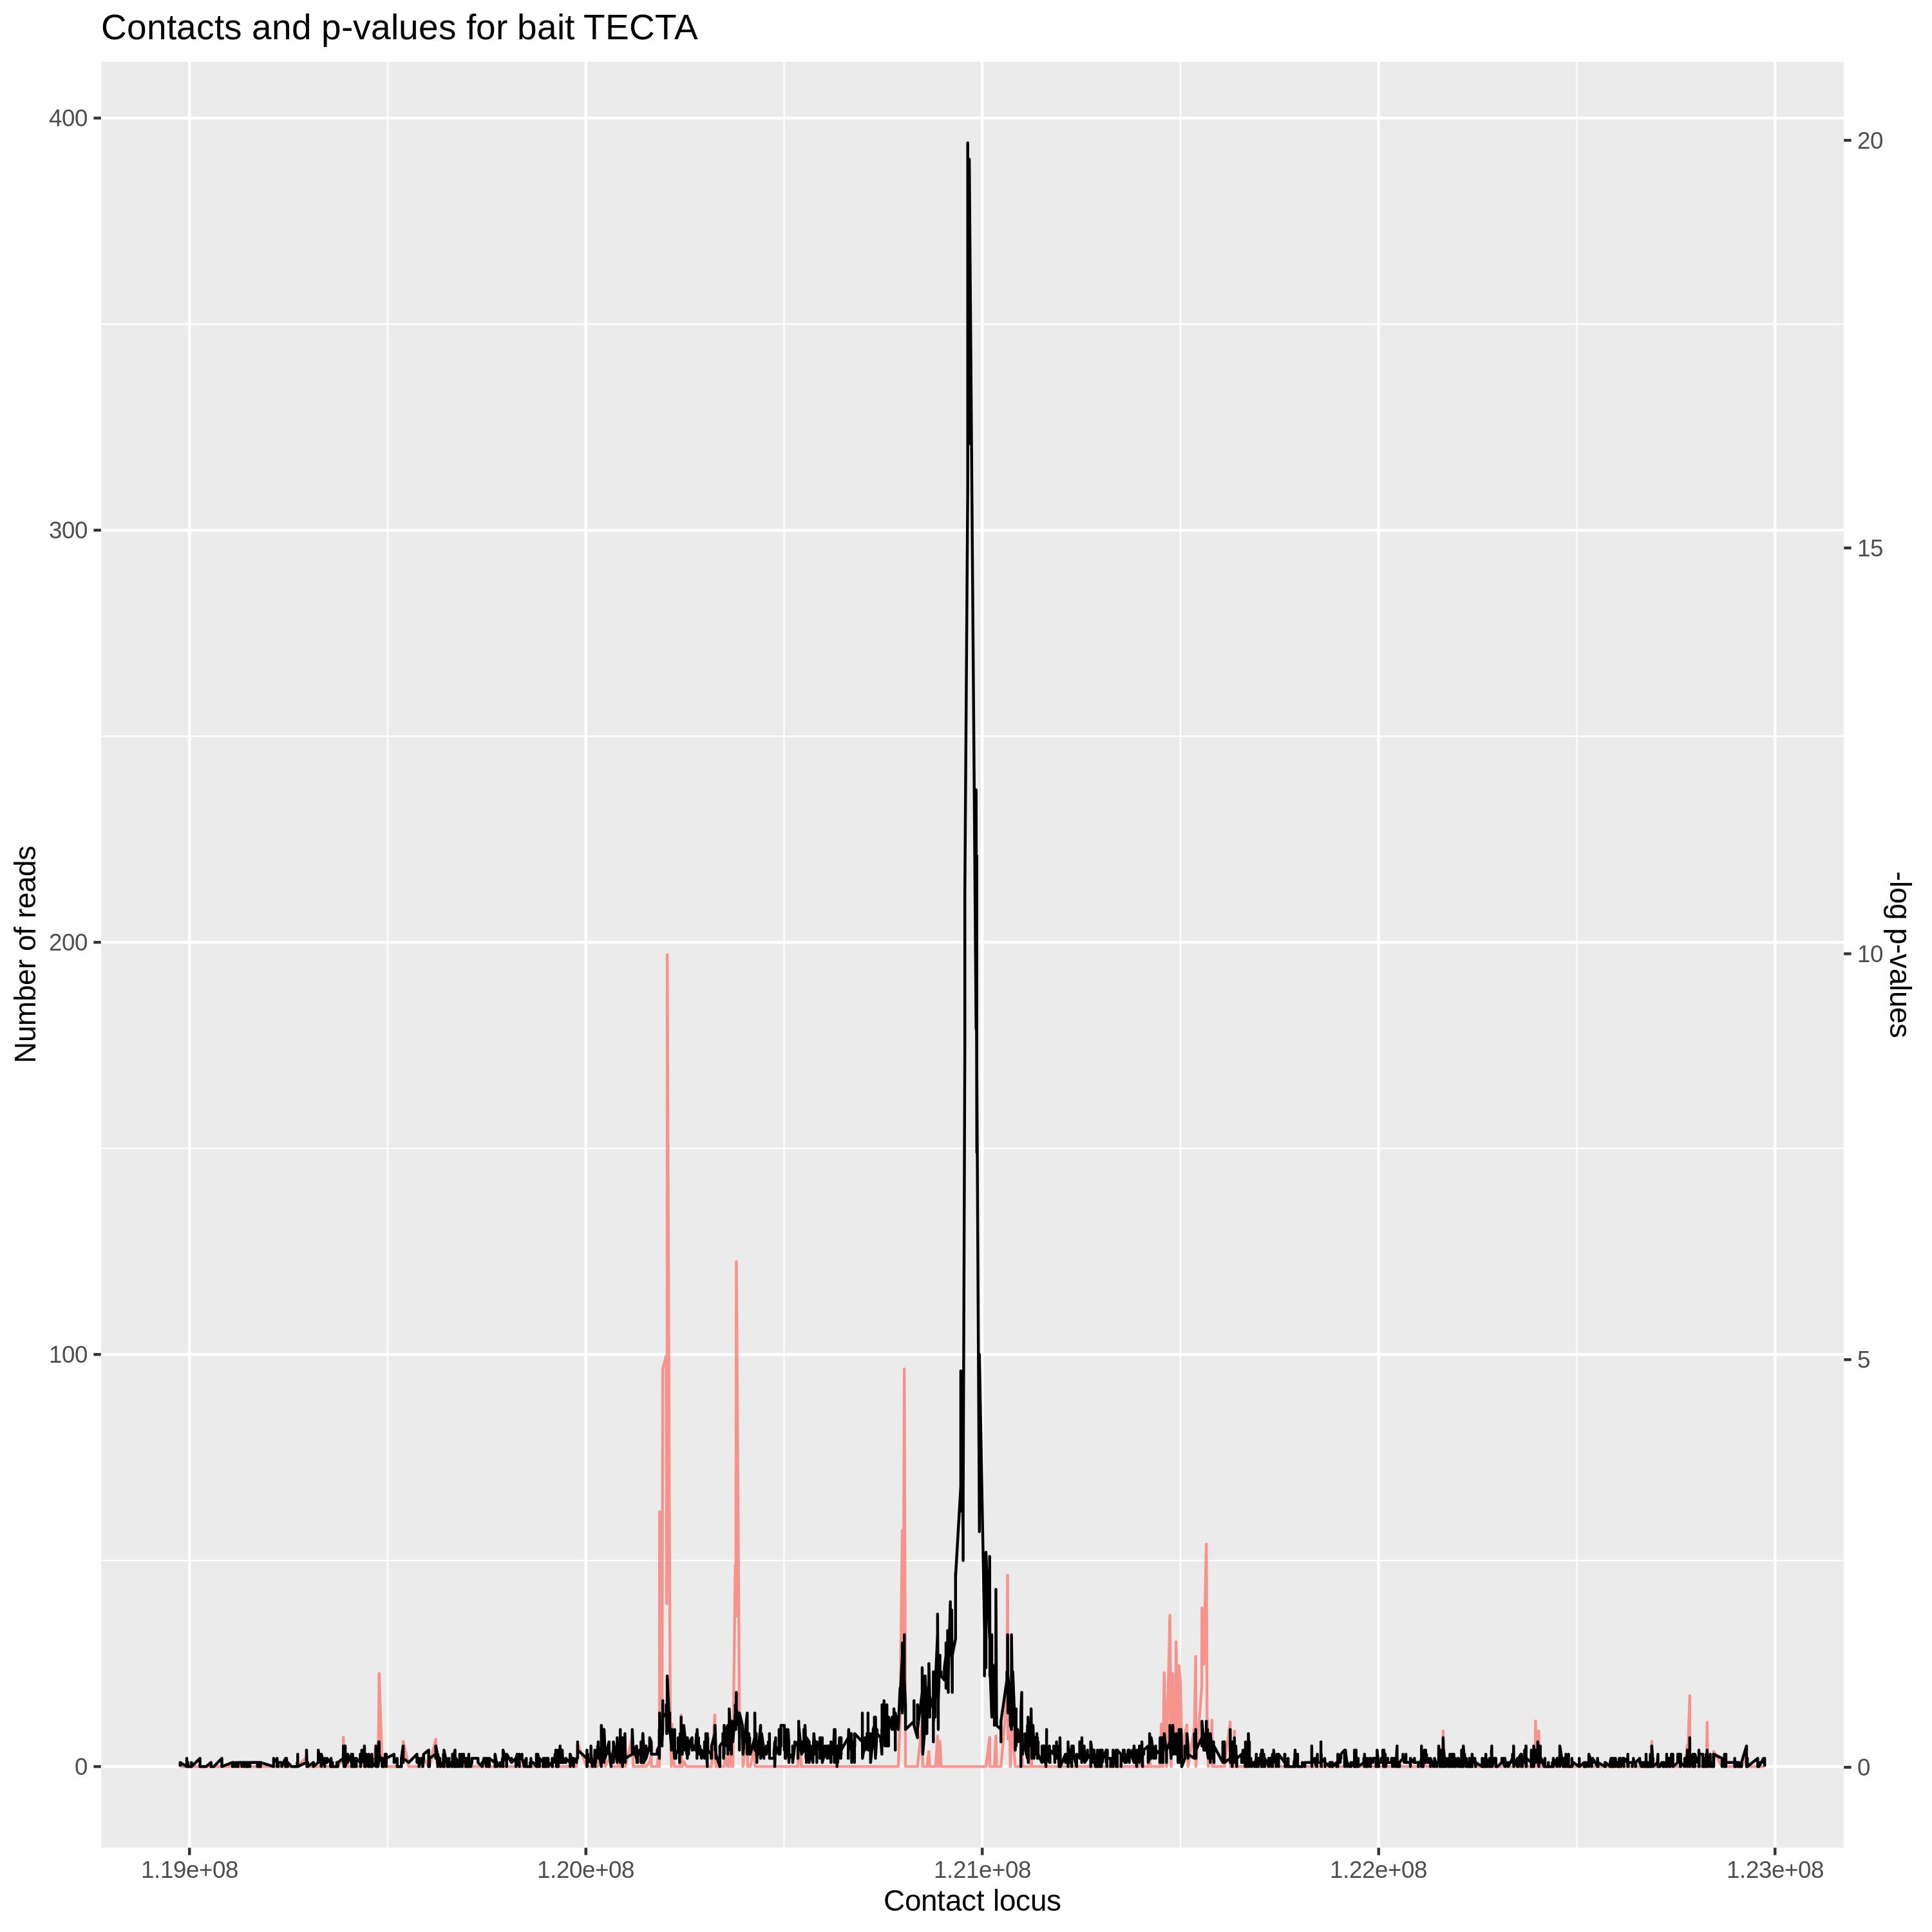 Contacts and p-values for bait TECTA
400
300
200
100
0
Number of reads
20
15
10
5
0
-log p-values
1.19e+08
1.20e+08
1.21e+08
1.22e+08
1.23e+08
Contact locus